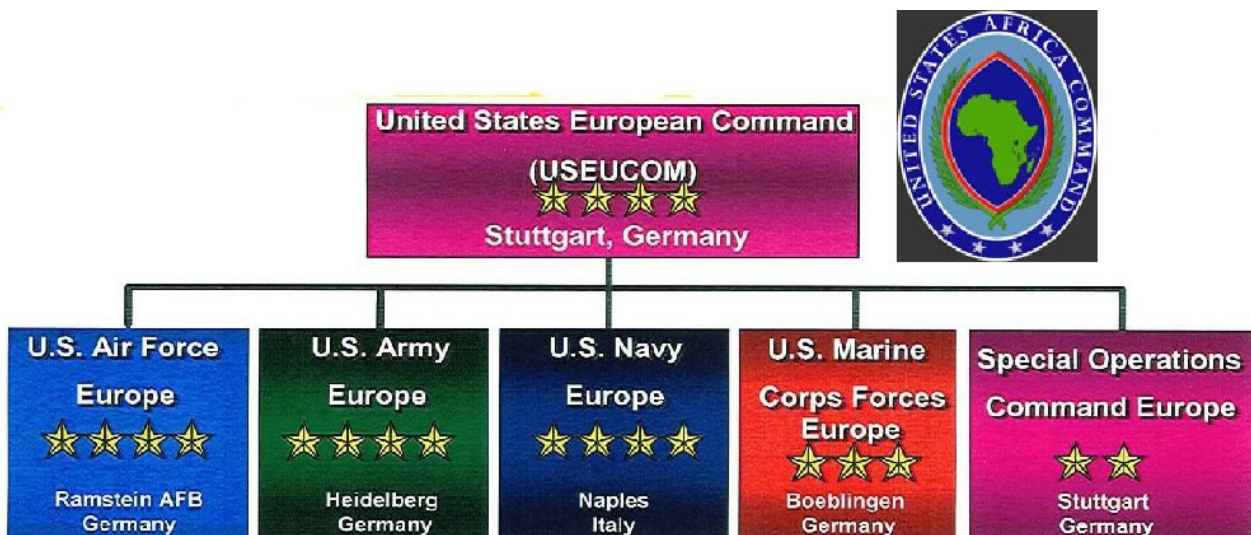 UNITED STATES AFRICA COMMAND
United States European Command
(USEUCOM)
Stuttgart, Germany
U.S. Air Force
Europe
Ramstein AFB
Germany
U.S. Army
Europe
Heidelberg
Germany
U.S. Navy
Europe
Naples
Italy
U.S. Marine
Corps Forces
Europe
Boeblingen
Germany
Special Operations
Command Europe
Stuttgart
Germany